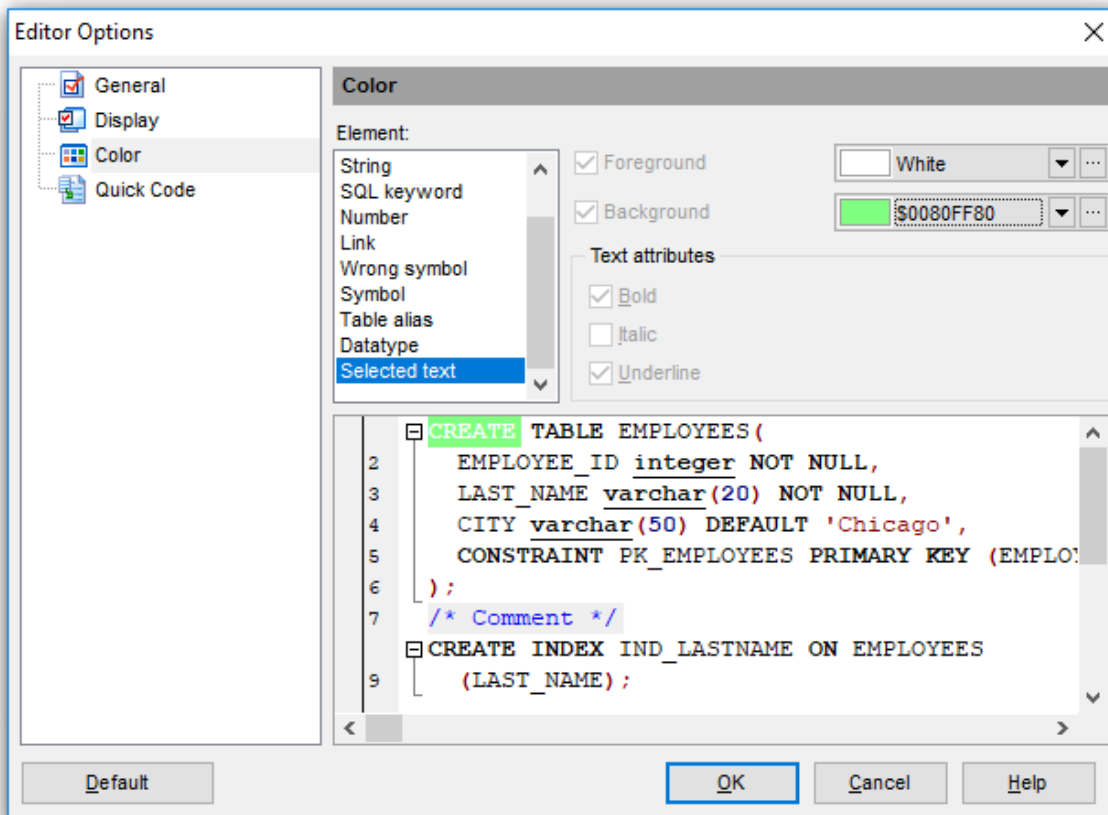 Editor Options
General
Display
Color
Quick Code
Color
Element:
String
SQL keyword
Number
Link
Wrong symbol
Symbol
Table alias
Datatype
Selected text
Foreground
White
Background
$0080FF80
Text attributes
Bold
Italic
Underline
CREATE TABLE EMPLOYEES(
2 EMPLOYEE_ID integer NOT NULL,
3 LAST_NAME varchar(20) NOT NULL,
4 CITY varchar(50) DEFAULT 'Chicago',
5 CONSTRAINT PK_EMPLOYEES PRIMARY KEY (EMPLOY
6 );
7 /* Comment */
CREATE INDEX IND_LASTNAME ON EMPLOYEES
9 (LAST_NAME);
Default
OK
Cancel
Help